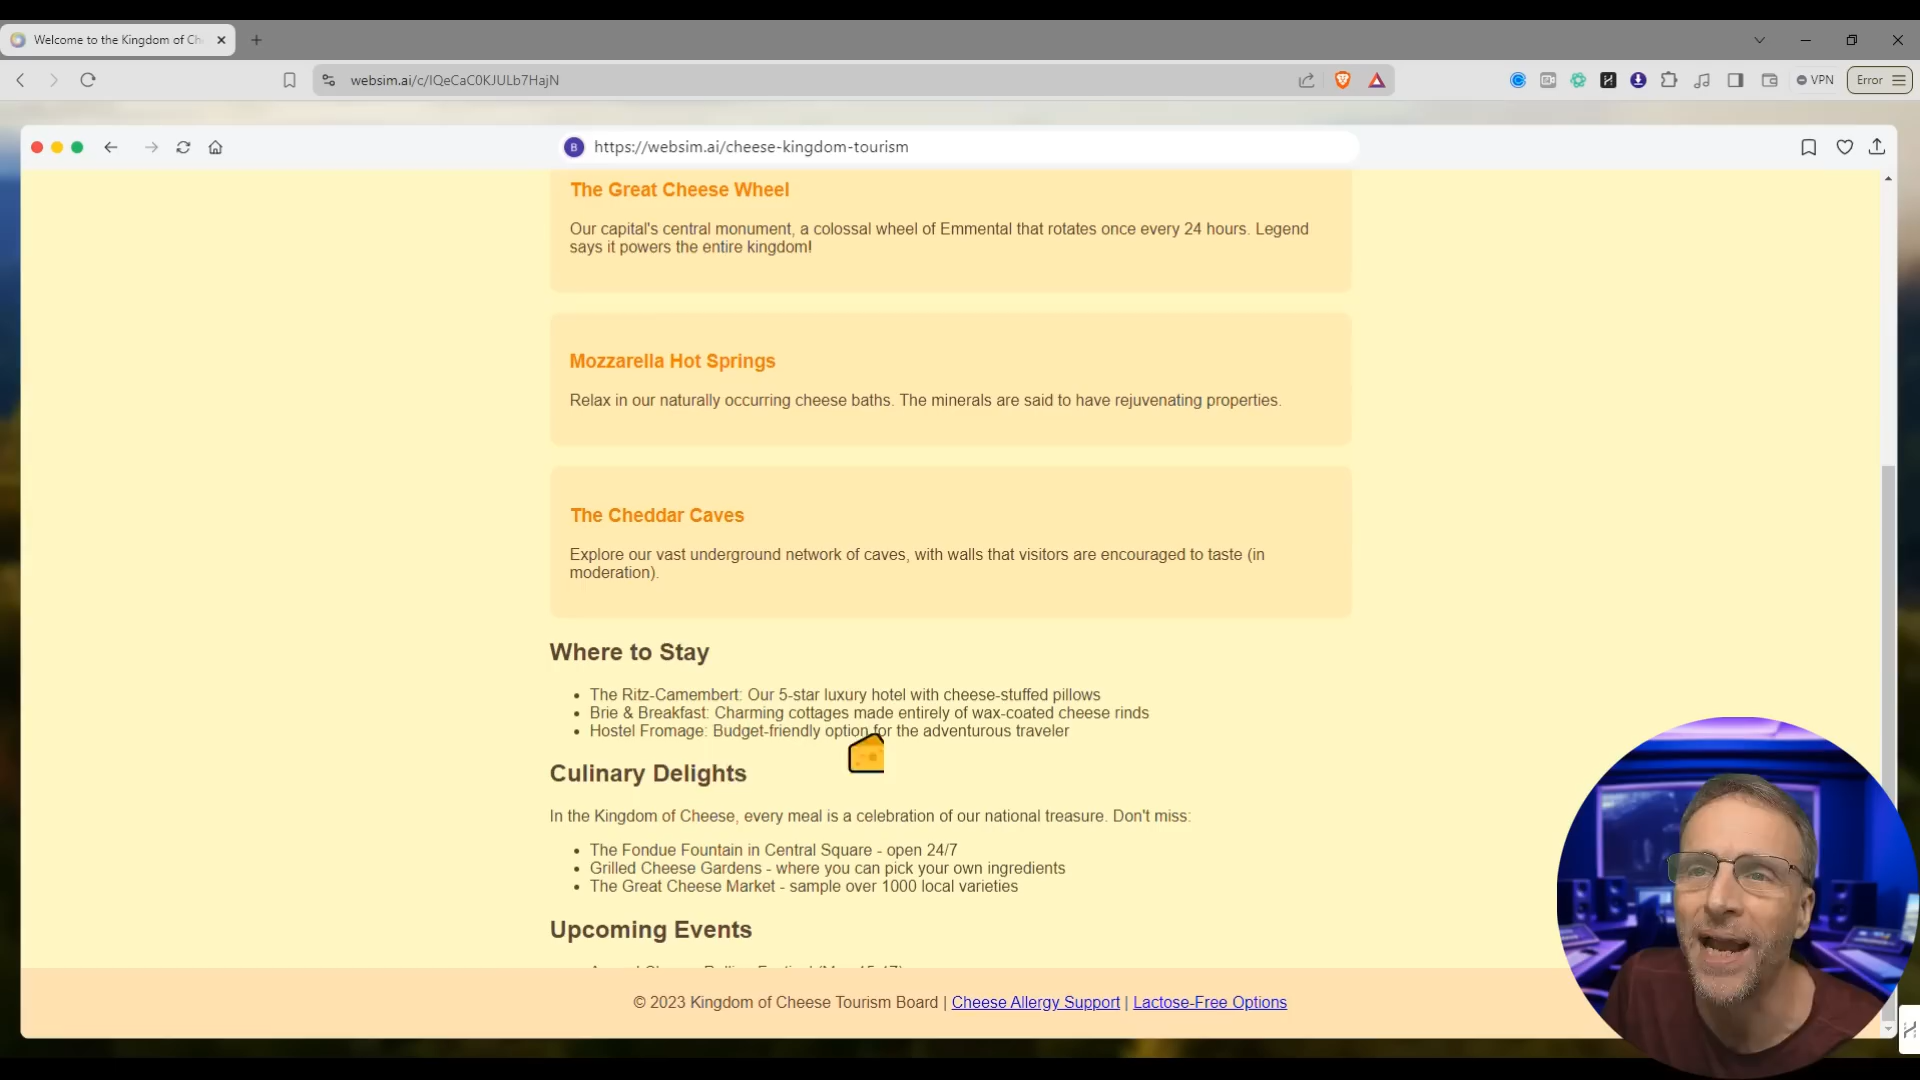 Welcome to the Kingdom of Ch
websim.ai/c/IQeCaC0KJULb7HajN
VPN
Error
B
https://websim.ai/cheese-kingdom-tourism
The Great Cheese Wheel
Our capital's central monument, a colossal wheel of Emmental that rotates once every 24 hours. Legend
says it powers the entire kingdom!
Mozzarella Hot Springs
Relax in our naturally occurring cheese baths. The minerals are said to have rejuvenating properties.
The Cheddar Caves
Explore our vast underground network of caves, with walls that visitors are encouraged to taste (in
moderation).
Where to Stay
• The Ritz-Camembert: Our 5-star luxury hotel with cheese-stuffed pillows
• Brie & Breakfast: Charming cottages made entirely of wax-coated cheese rinds
• Hostel Fromage: Budget-friendly option for the adventurous traveler
Culinary Delights
In the Kingdom of Cheese, every meal is a celebration of our national treasure. Don't miss:
• The Fondue Fountain in Central Square - open 24/7
• Grilled Cheese Gardens - where you can pick your own ingredients
• The Great Cheese Market - sample over 1000 local varieties
Upcoming Events
© 2023 Kingdom of Cheese Tourism Board | Cheese Allergy Support | Lactose-Free Options